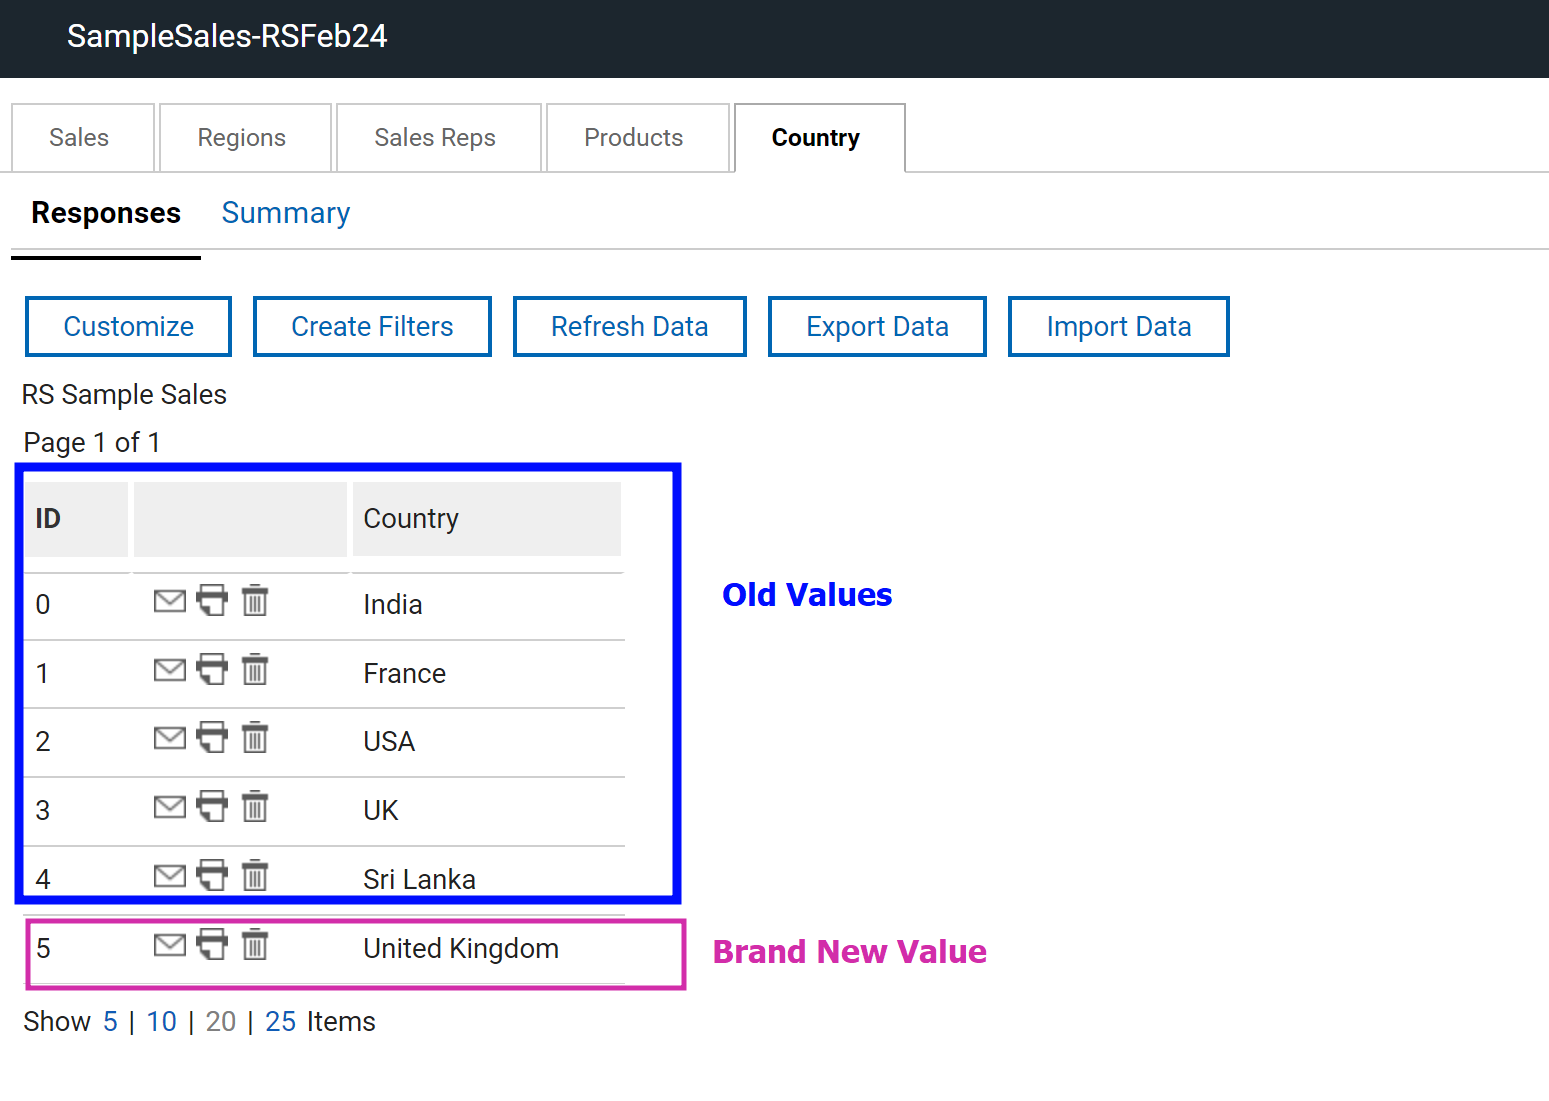 SampleSales-RSFeb24
Sales Regions Sales Reps Products Country
Responses Summary
Customize Create Filters Refresh Data Export Data Import Data
RS Sample Sales
Page 1 of 1
ID Country
0 India
Old Values
1 France
2 USA
3 UK
4 Sri Lanka
5 United Kingdom Brand New Value
Show 5 | 10 | 20 | 25 Items